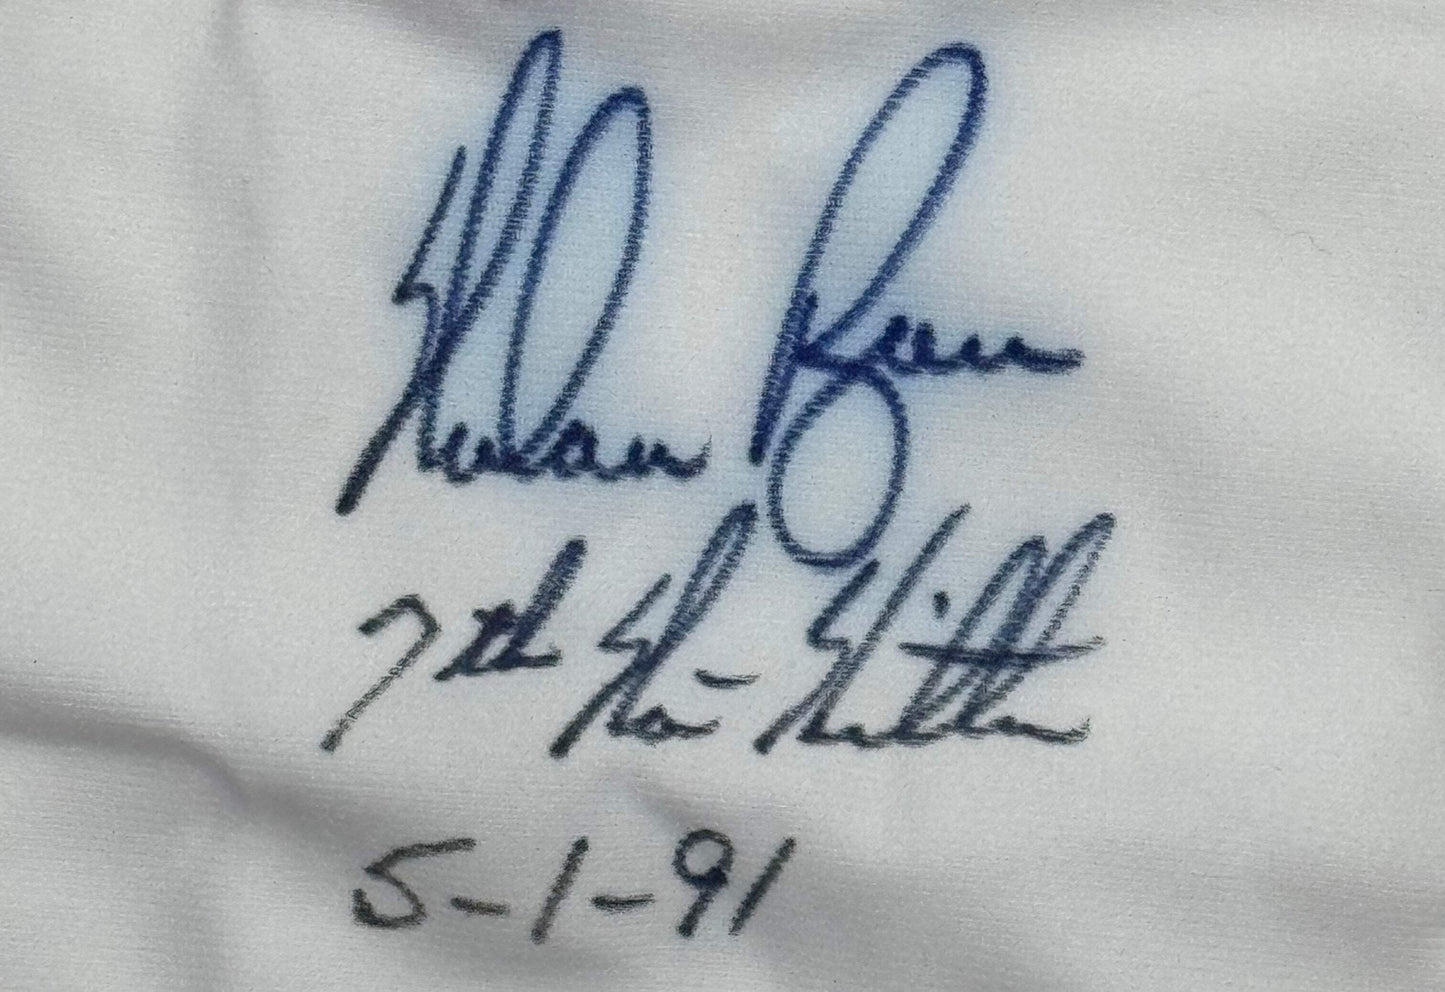 Nolan Ryan
7th No-Hitter
5-1-91